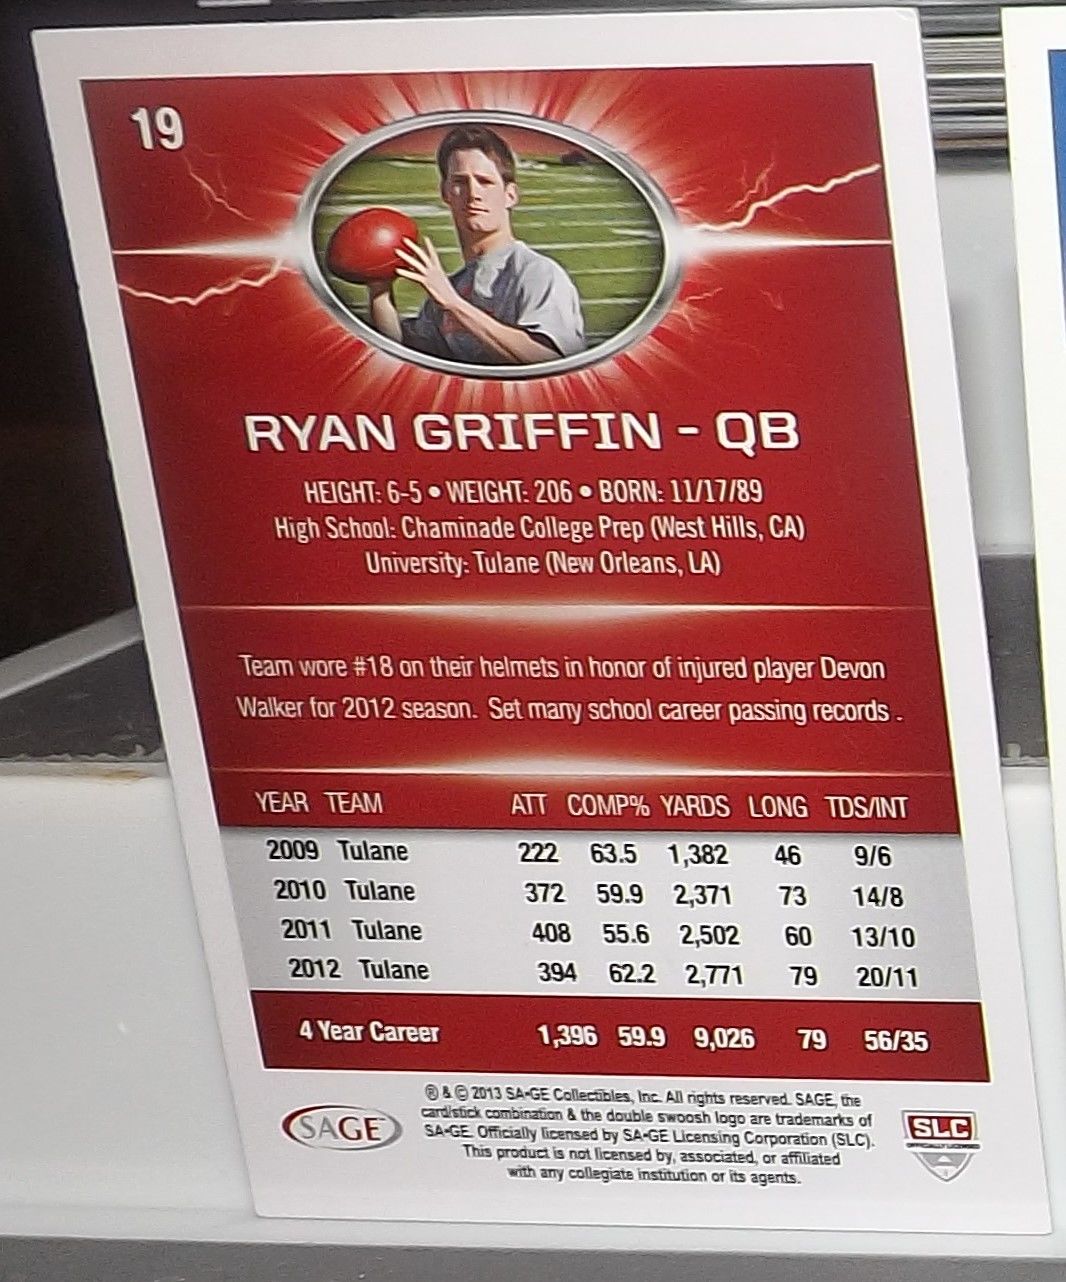 19
RYAN GRIFFIN - QB
HEIGHT: 6-5 • WEIGHT: 206 • BORN: 11/17/89
High School: Chaminade College Prep (West Hills, CA)
University: Tulane (New Orleans, LA)
Team wore #18 on their helmets in honor of injured player Devon
Walker for 2012 season. Set many school career passing records .
YEAR TEAM ATT COMP% YARDS LONG TDS/INT
2009 Tulane 222 63.5 1,382 46 9/6
2010 Tulane 372 59.9 2,371 73 14/8
2011 Tulane 408 55.6 2,502 60 13/10
2012 Tulane 394 62.2 2,771 79 20/11
4 Year Career 1,396 59.9 9,026 79 56/35
® & © 2013 SA•GE Collectibles, Inc. All rights reserved. SAGE, the
card/stick combination & the double swoosh logo are trademarks of
SA•GE. Officially licensed by SA•GE Licensing Corporation (SLC).
This product is not licensed by, associated, or affiliated
with any collegiate institution or its agents.
SAGE
SLC
OFFICIALLY LICENSED